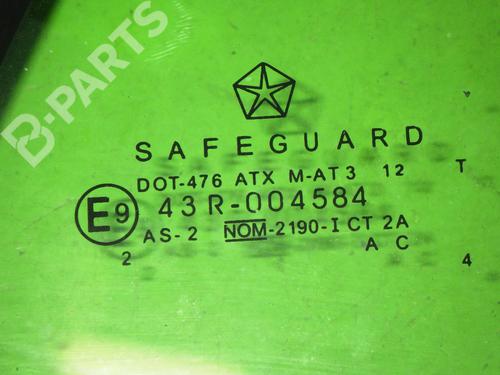 B-PARTS
SAFEGUARD
DOT-476 ATX M-AT3 12 T
E9 43R-004584
AS-2 NOM-2190-I CT 2A
2 A C 4